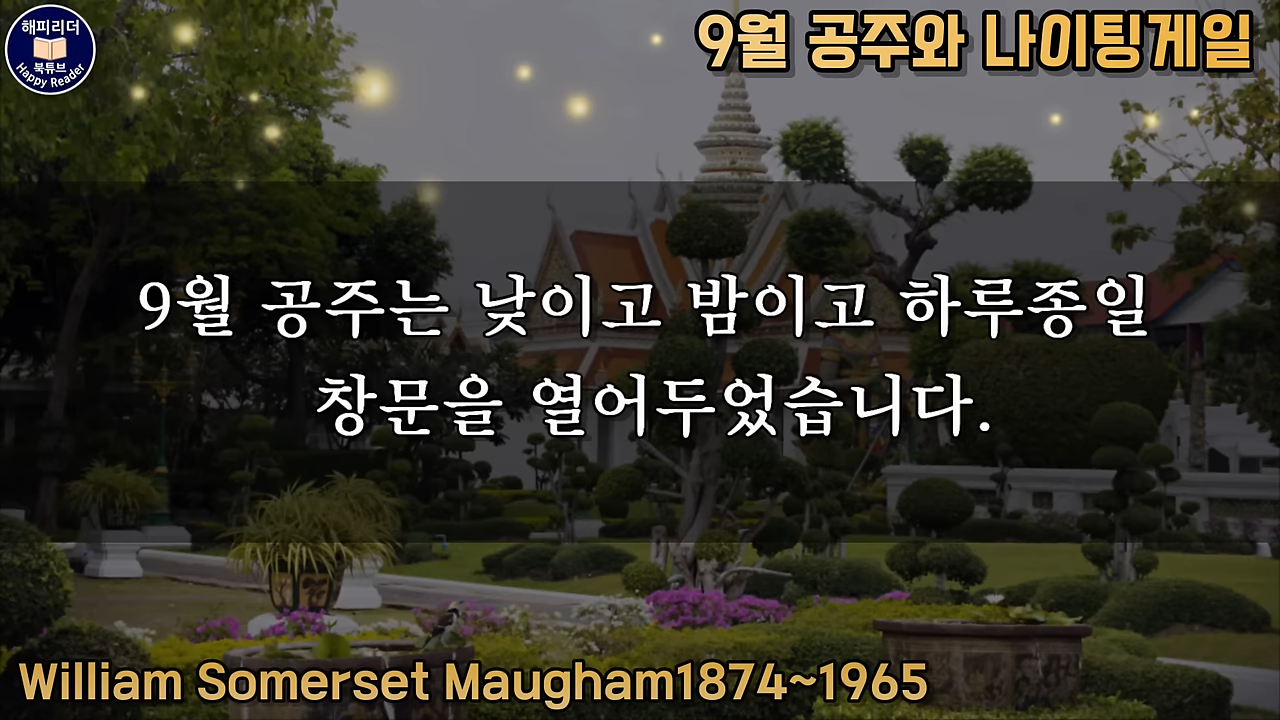 해피리더
북튜브
Happy Reader
9월 공주와 나이팅게일
9월 공주는 낮이고 밤이고 하루종일
창문을 열어두었습니다.
William Somerset Maugham1874~1965